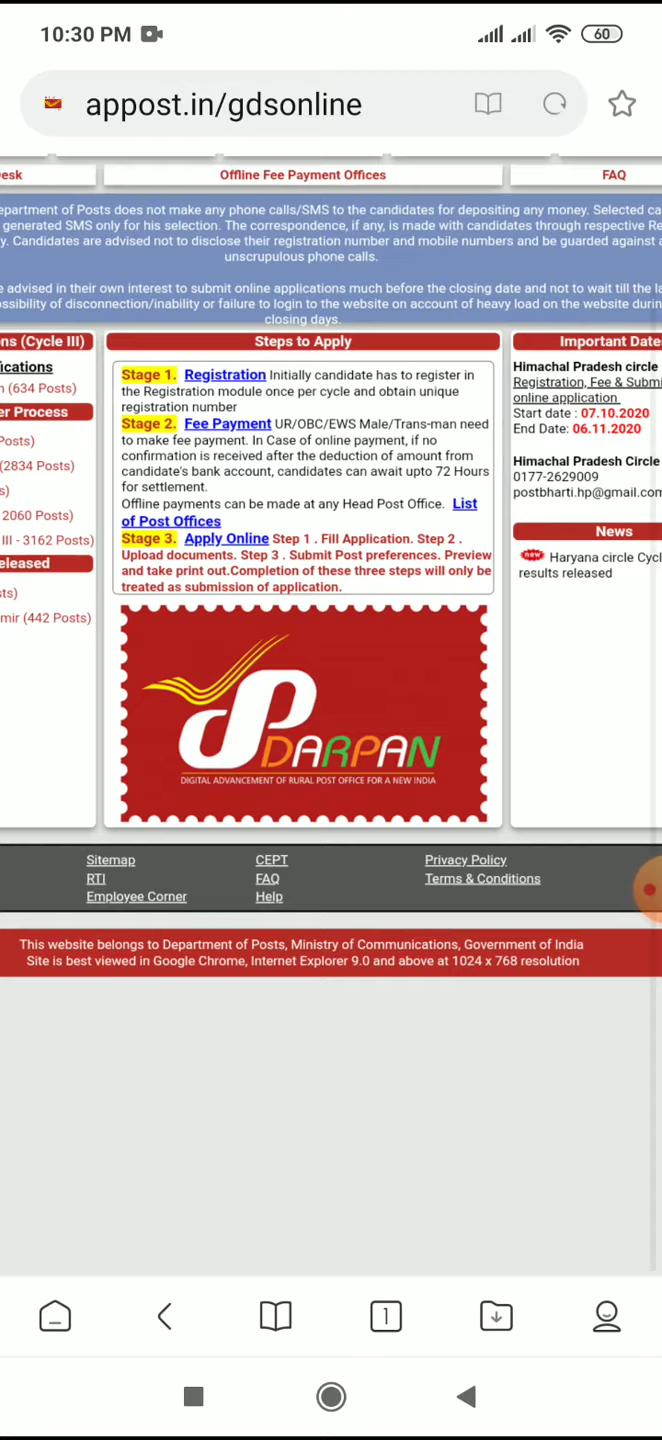 10:30 PM
60
appost.in/gdsonline
esk
Offline Fee Payment Offices
FAQ
epartment of Posts does not make any phone calls/SMS to the candidates for depositing any money. Selected ca
generated SMS only for his selection. The correspondence, if any, is made with candidates through respective Re
y. Candidates are advised not to disclose their registration number and mobile numbers and be guarded against a
unscrupulous phone calls.
e advised in their own interest to submit online applications much before the closing date and not to wait till the la
ossibility of disconnection/inability or failure to login to the website on account of heavy load on the website durin
closing days.
ns (Cycle III)
ications
n (634 Posts)
er Process
Posts)
(2834 Posts)
s)
2060 Posts)
III - 3162 Posts)
eleased
sts)
mir (442 Posts)
Steps to Apply
Stage 1. Registration Initially candidate has to register in
the Registration module once per cycle and obtain unique
registration number
Stage 2. Fee Payment UR/OBC/EWS Male/Trans-man need
to make fee payment. In Case of online payment, if no
confirmation is received after the deduction of amount from
candidate's bank account, candidates can await upto 72 Hours
for settlement.
Offline payments can be made at any Head Post Office. List
of Post Offices
Stage 3. Apply Online Step 1 . Fill Application. Step 2 .
Upload documents. Step 3 . Submit Post preferences. Preview
and take print out.Completion of these three steps will only be
treated as submission of application.
DARPAN
DIGITAL ADVANCEMENT OF RURAL POST OFFICE FOR A NEW INDIA
Important Date
Himachal Pradesh circle
Registration, Fee & Submi
online application
Start date : 07.10.2020
End Date: 06.11.2020
Himachal Pradesh Circle
0177-2629009
postbharti.hp@gmail.com
News
new Haryana circle Cycl
results released
Sitemap
RTI
Employee Corner
CEPT
FAQ
Help
Privacy Policy
Terms & Conditions
This website belongs to Department of Posts, Ministry of Communications, Government of India
Site is best viewed in Google Chrome, Internet Explorer 9.0 and above at 1024 x 768 resolution
1